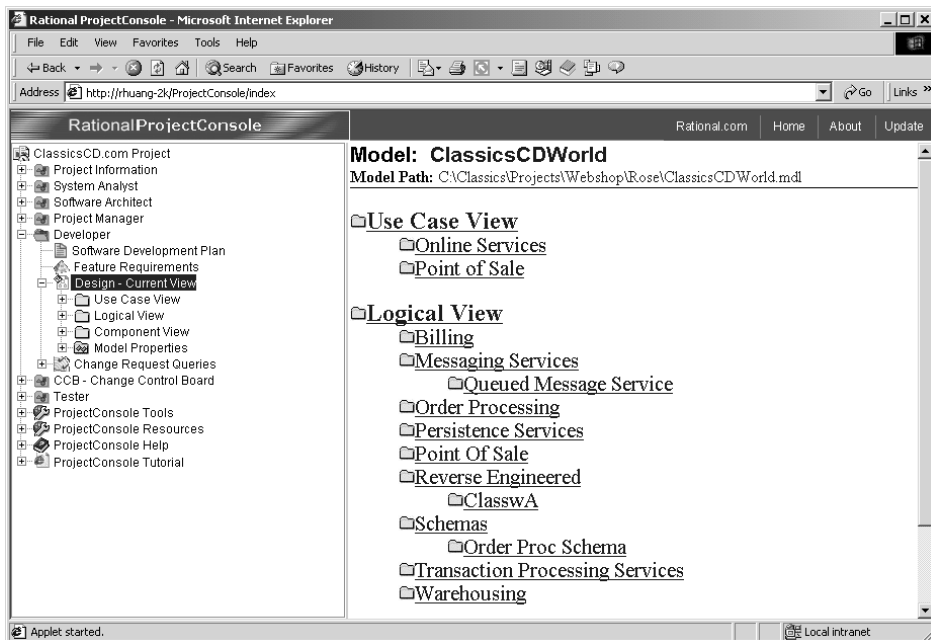 Rational ProjectConsole - Microsoft Internet Explorer
File Edit View Favorites Tools Help
Back Search Favorites History
Address http://rhuang-2k/ProjectConsole/index Go Links »
RationalProjectConsole Rational.com Home About Update
ClassicsCD.com Project
Project Information
System Analyst
Software Architect
Project Manager
Developer
Software Development Plan
Feature Requirements
Design - Current View
Use Case View
Logical View
Component View
Model Properties
Change Request Queries
CCB - Change Control Board
Tester
ProjectConsole Tools
ProjectConsole Resources
ProjectConsole Help
ProjectConsole Tutorial
Model: ClassicsCDWorld
Model Path: C:\Classics\Projects\Webshop\Rose\ClassicsCDWorld.mdl
Use Case View
Online Services
Point of Sale
Logical View
Billing
Messaging Services
Queued Message Service
Order Processing
Persistence Services
Point Of Sale
Reverse Engineered
ClasswA
Schemas
Order Proc Schema
Transaction Processing Services
Warehousing
Applet started. Local intranet